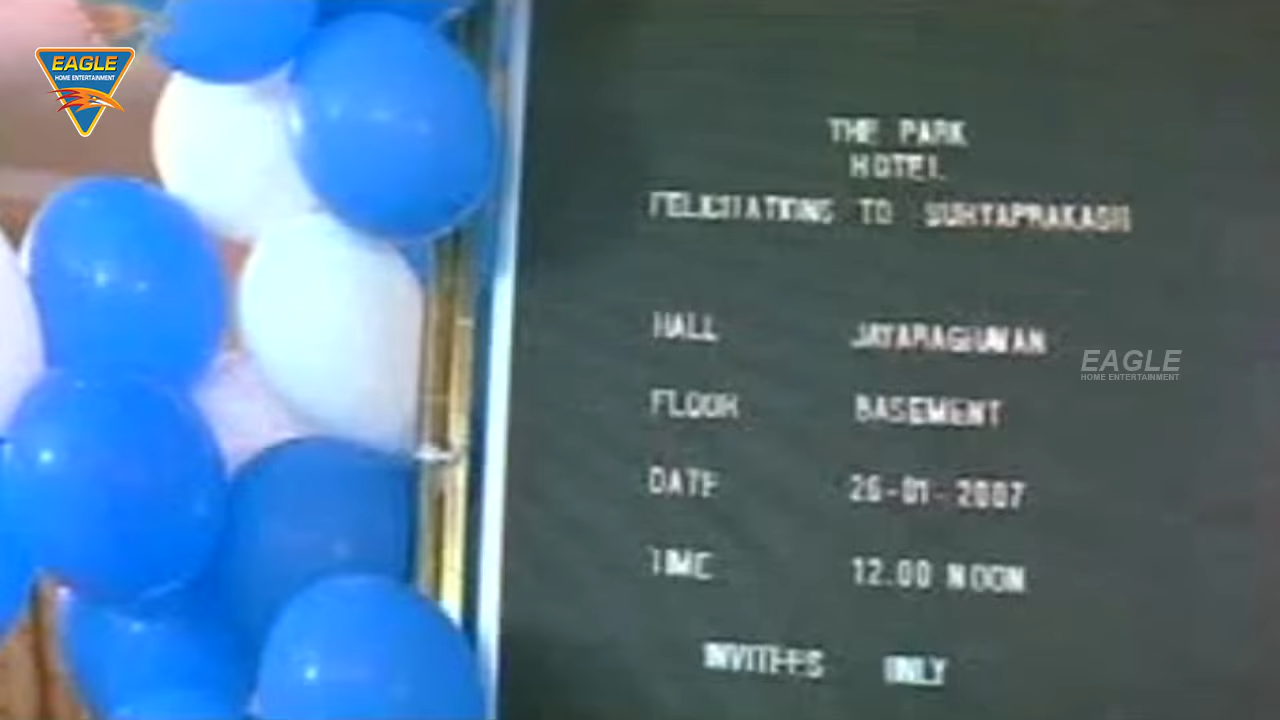 EAGLE
HOME ENTERTAINMENT
THE PARK
HOTEL
FELICITATIONS TO SURYAPRAKASH
HALL JAYARAGHAVAN
EAGLE
HOME ENTERTAINMENT
FLOOR BASEMENT
DATE 26-01-2007
TIME 12.00 NOON
INVITEES ONLY